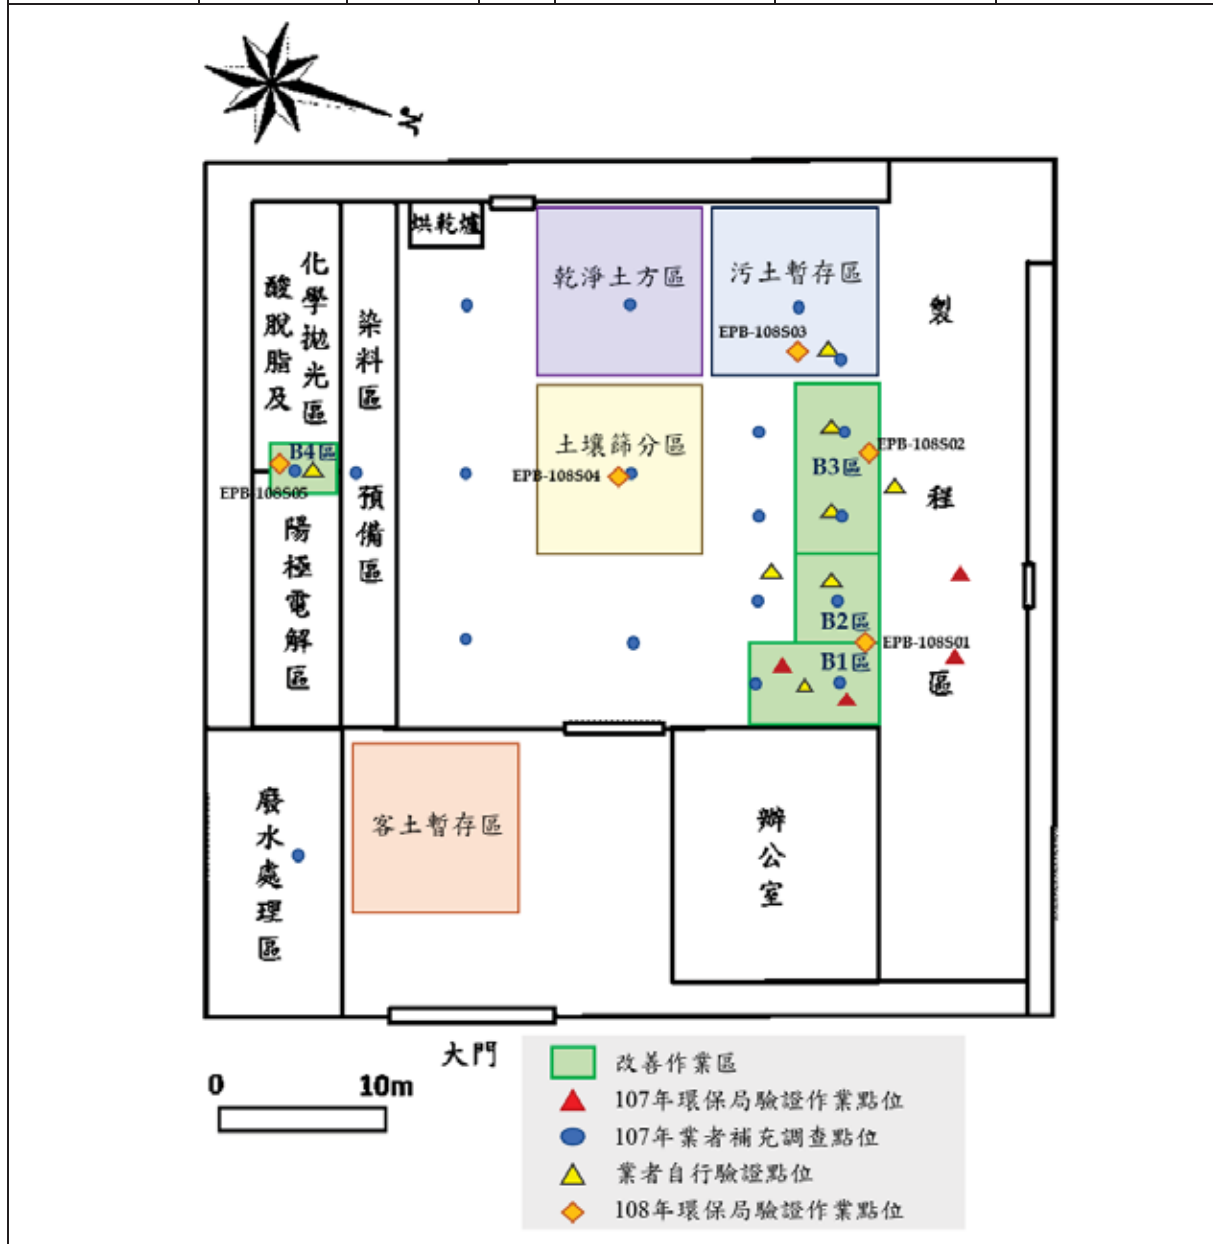 N
烘乾爐
乾淨土方區
污土暫存區
EPB-108S03
化學拋光區
酸脫脂及
染料區
預備區
製程區
土壤篩分區
EPB-108S04
EPB-108S02
B3區
B4區
EPB-108S05
陽極電解區
B2區
EPB-108S01
B1區
廢水處理區
客土暫存區
辦公室
大門
0 10m
改善作業區
107年環保局驗證作業點位
107年業者補充調查點位
業者自行驗證點位
108年環保局驗證作業點位